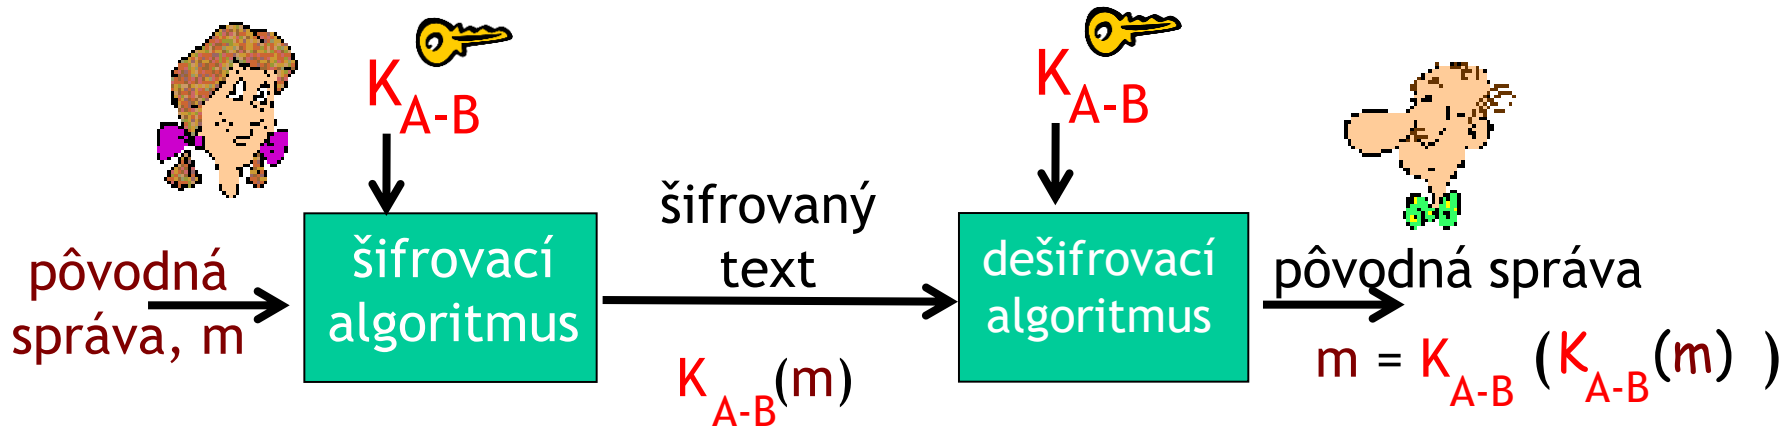 K A-B
K A-B
pôvodná
správa, m
šifrovací
algoritmus
šifrovaný
text
K A-B (m)
dešifrovací
algoritmus
pôvodná správa
m = K A-B ( K A-B (m) )